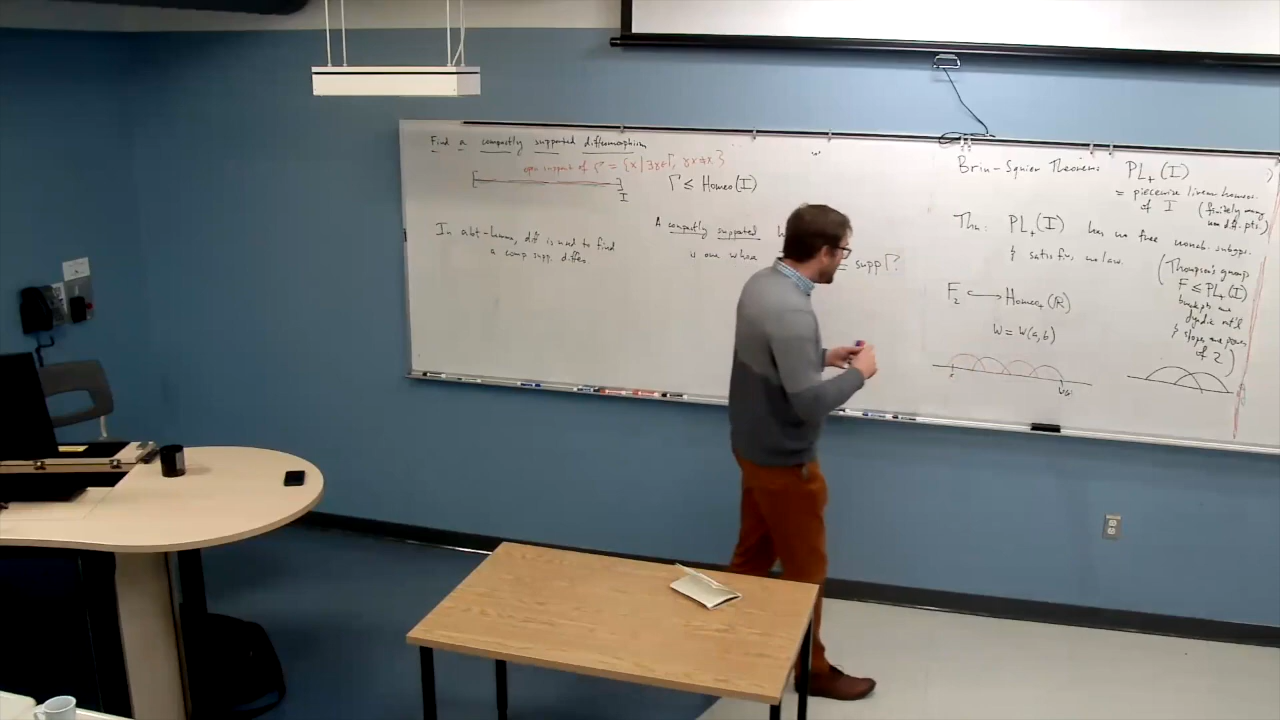 Find a compactly supported diffeomorphism
open support of Γ = {x | ∃γ∈Γ, γx≠x}
I
Γ ≤ Homeo(I)
In abt-lemma, diff is used to find
a comp supp. diffeo
A compactly supported
is one whose
supp Γ.
Brin-Squier Theorem: PL₊(I)
= piecewise linear homeos.
of I (finitely many
non diff. pts.)
Thm: PL₊(I) has no free nonab. subgps.
& satisfies no law.
(Thompson's group
F ≤ PL₊(I)
dyadic rat'l
& slopes are powers
of 2)
F₂ ↪ Homeo₊(ℝ)
W = W(a,b)